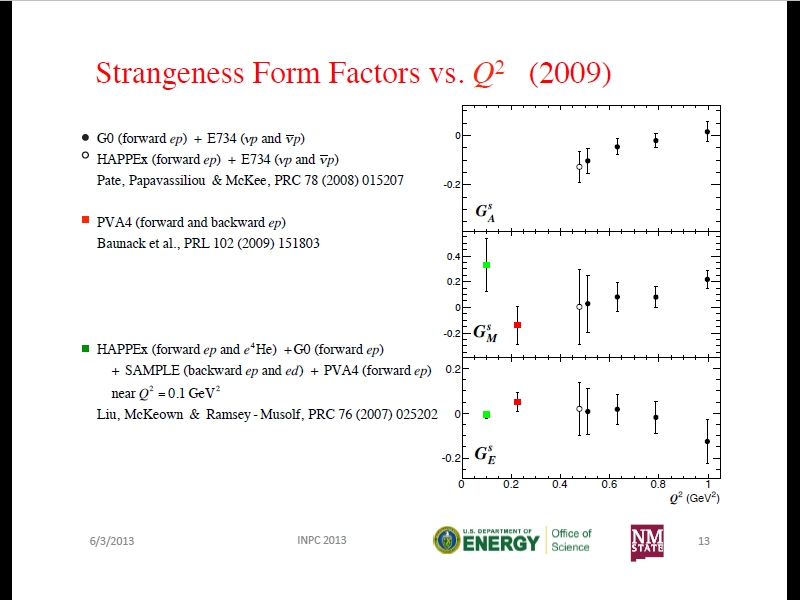 Strangeness Form Factors vs. Q² (2009)
● G0 (forward ep) + E734 (νp and ν̅p)
○ HAPPEx (forward ep) + E734 (νp and ν̅p)
Pate, Papavassiliou & McKee, PRC 78 (2008) 015207
PVA4 (forward and backward ep)
Baunack et al., PRL 102 (2009) 151803
HAPPEx (forward ep and e⁴He) +G0 (forward ep)
+ SAMPLE (backward ep and ed) + PVA4 (forward ep)
near Q² = 0.1 GeV²
Liu, McKeown & Ramsey-Musolf, PRC 76 (2007) 025202
0
-0.2
G^s_A
0.4
0.2
0
-0.2
G^s_M
0.2
0
-0.2
G^s_E
0 0.2 0.4 0.6 0.8 1
Q² (GeV²)
6/3/2013
INPC 2013
U.S. DEPARTMENT OF
ENERGY
Office of
Science
NM
STATE
13